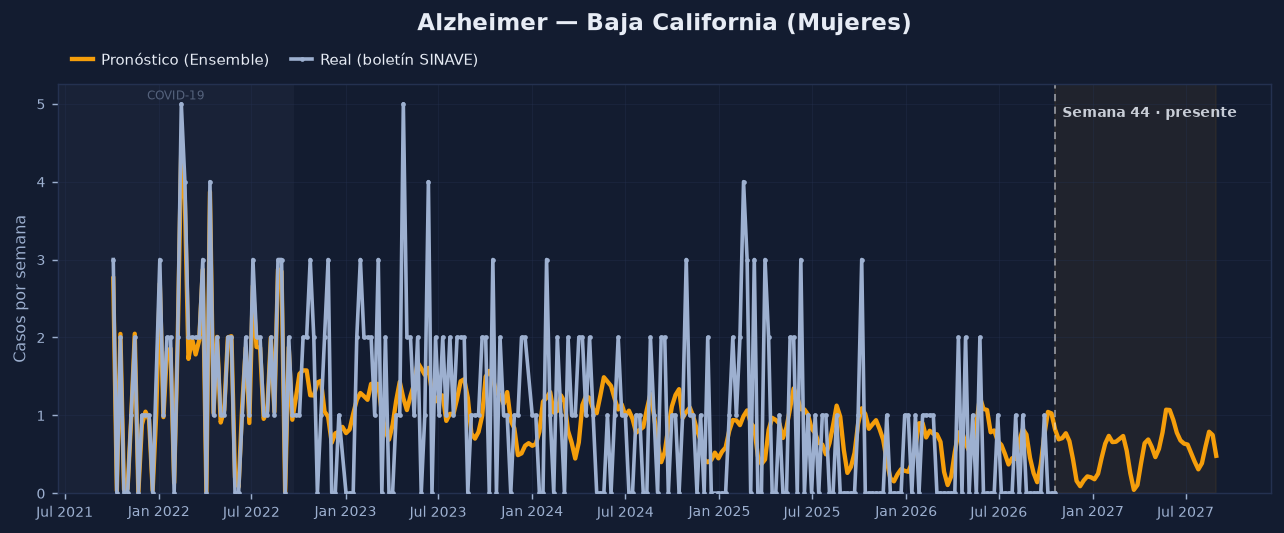 Alzheimer — Baja California (Mujeres)
Pronóstico (Ensemble) Real (boletín SINAVE)
COVID-19
Semana 44 · presente
Casos por semana
5
4
3
2
1
0
Jul 2021 Jan 2022 Jul 2022 Jan 2023 Jul 2023 Jan 2024 Jul 2024 Jan 2025 Jul 2025 Jan 2026 Jul 2026 Jan 2027 Jul 2027